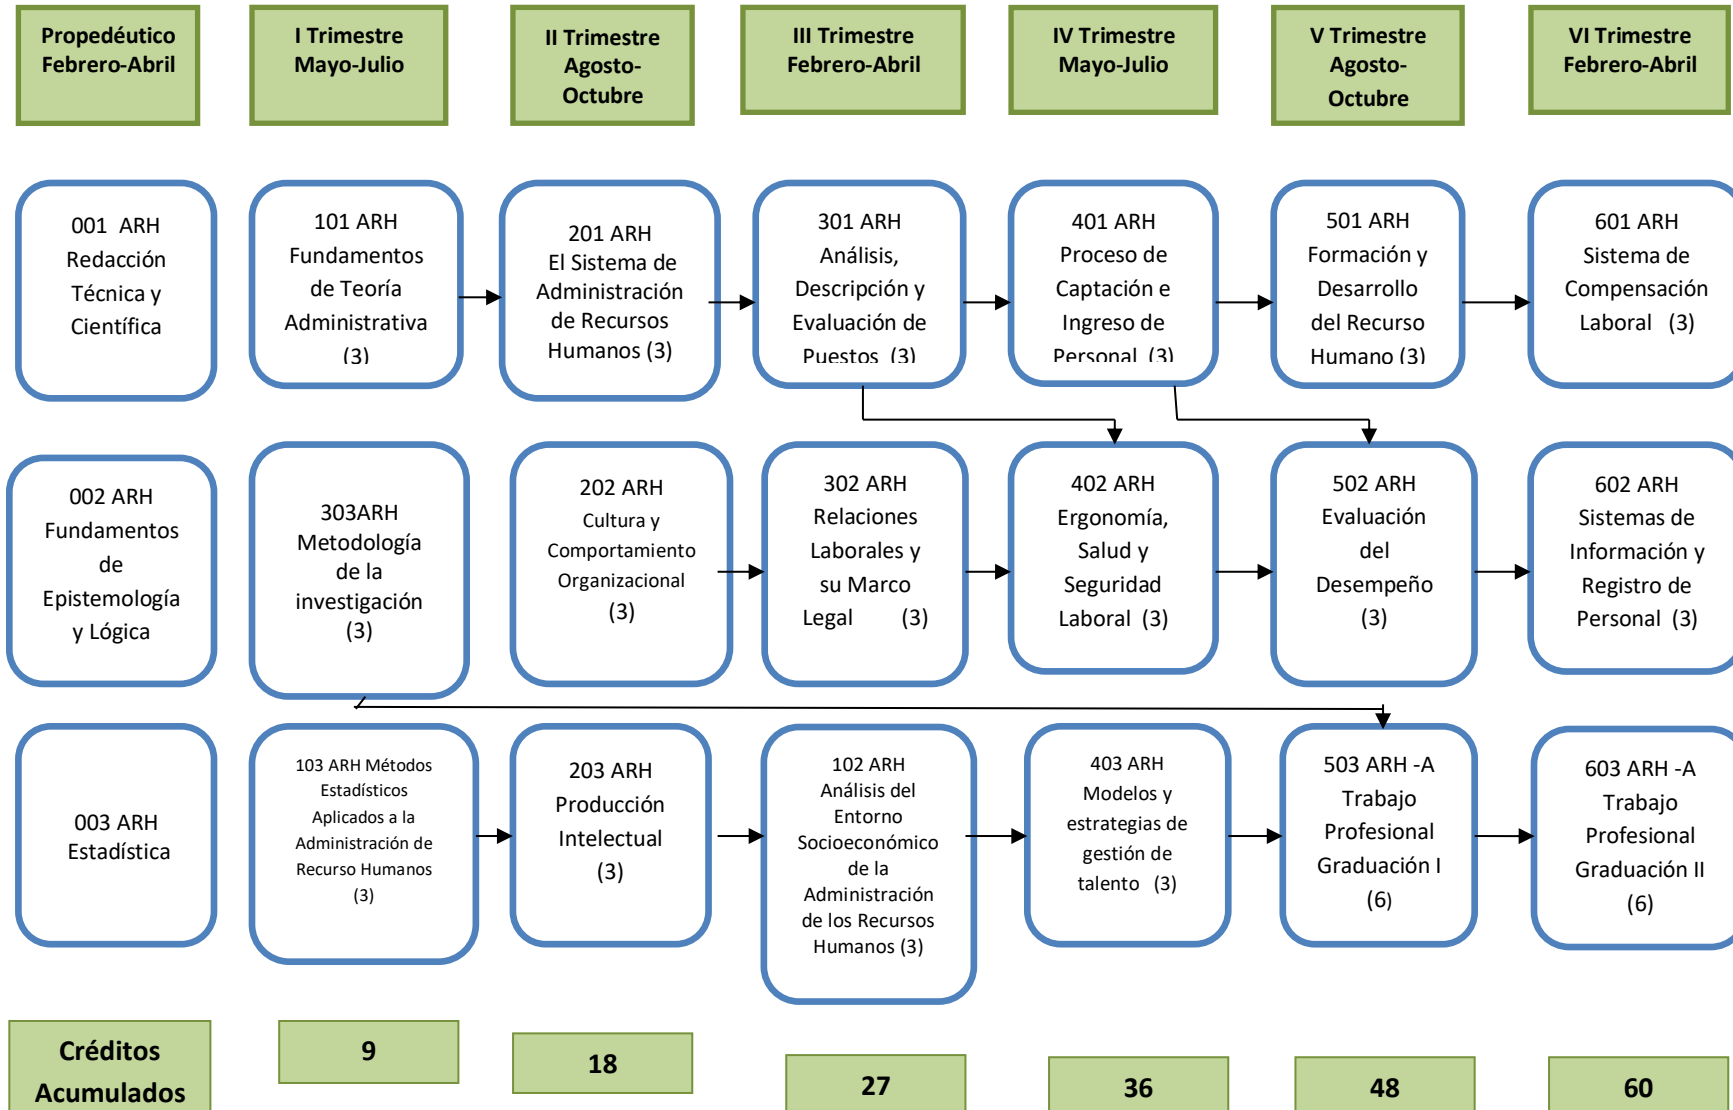 Propedéutico
Febrero-Abril
I Trimestre
Mayo-Julio
II Trimestre
Agosto-
Octubre
III Trimestre
Febrero-Abril
IV Trimestre
Mayo-Julio
V Trimestre
Agosto-
Octubre
VI Trimestre
Febrero-Abril
001 ARH
Redacción
Técnica y
Científica
101 ARH
Fundamentos
de Teoría
Administrativa
(3)
201 ARH
El Sistema de
Administración
de Recursos
Humanos (3)
301 ARH
Análisis,
Descripción y
Evaluación de
Puestos (3)
401 ARH
Proceso de
Captación e
Ingreso de
Personal (3)
501 ARH
Formación y
Desarrollo
del Recurso
Humano (3)
601 ARH
Sistema de
Compensación
Laboral (3)
002 ARH
Fundamentos
de
Epistemología
y Lógica
303ARH
Metodología
de la
investigación
(3)
202 ARH
Cultura y
Comportamiento
Organizacional
(3)
302 ARH
Relaciones
Laborales y
su Marco
Legal (3)
402 ARH
Ergonomía,
Salud y
Seguridad
Laboral (3)
502 ARH
Evaluación
del
Desempeño
(3)
602 ARH
Sistemas de
Información y
Registro de
Personal (3)
003 ARH
Estadística
103 ARH Métodos
Estadísticos
Aplicados a la
Administración de
Recurso Humanos
(3)
203 ARH
Producción
Intelectual
(3)
102 ARH
Análisis del
Entorno
Socioeconómico
de la
Administración
de los Recursos
Humanos (3)
403 ARH
Modelos y
estrategias de
gestión de
talento (3)
503 ARH -A
Trabajo
Profesional
Graduación I
(6)
603 ARH -A
Trabajo
Profesional
Graduación II
(6)
Créditos
Acumulados
9
18
27
36
48
60